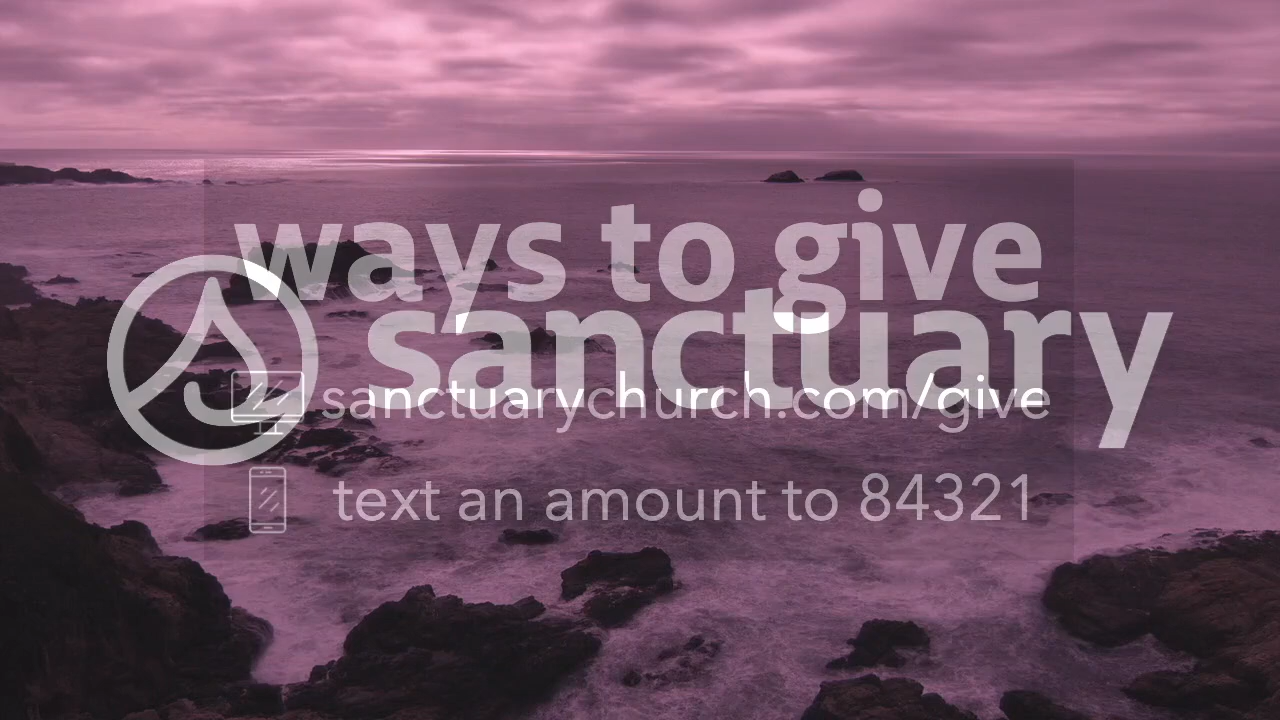 ways to give
sanctuary
sanctuarychurch.com/give
text an amount to 84321